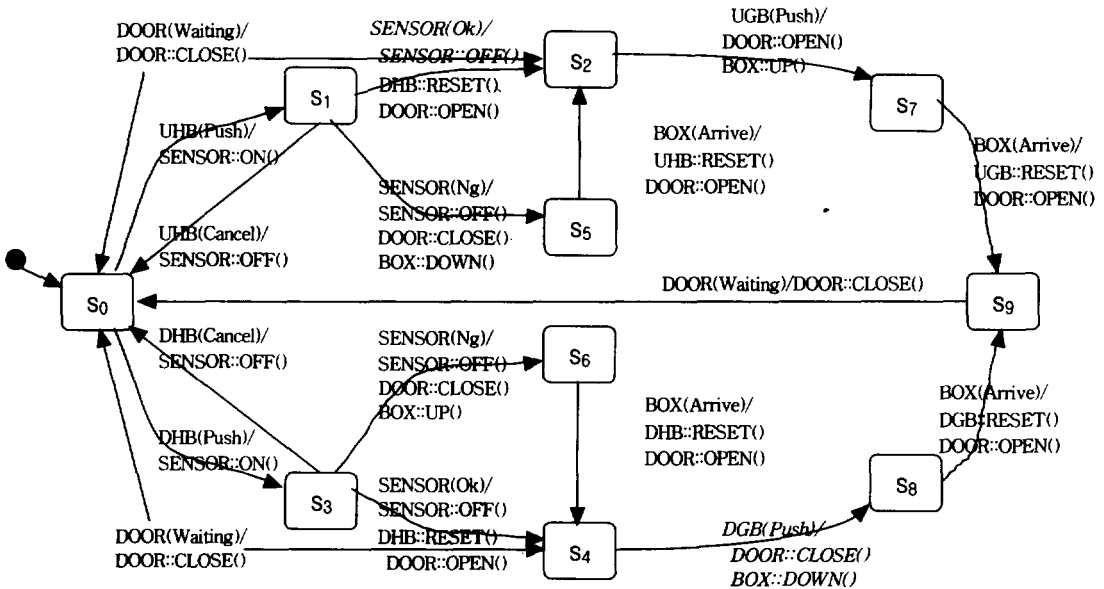 DOOR(Waiting)/
DOOR::CLOSE()
SENSOR(Ok)/
SENSOR::OFF()
DHB::RESET()
DOOR::OPEN()
UGB(Push)/
DOOR::OPEN()
BOX::UP()
S1
S2
S7
UHB(Push)/
SENSOR::ON()
BOX(Arrive)/
UHB::RESET()
DOOR::OPEN()
BOX(Arrive)/
UGB::RESET()
DOOR::OPEN()
SENSOR(Ng)/
SENSOR::OFF()
DOOR::CLOSE()
BOX::DOWN()
S5
UHB(Cancel)/
SENSOR::OFF()
DOOR(Waiting)/DOOR::CLOSE()
S0
S9
DHB(Cancel)/
SENSOR::OFF()
SENSOR(Ng)/
SENSOR::OFF()
DOOR::CLOSE()
BOX::UP()
S6
BOX(Arrive)/
DHB::RESET()
DOOR::OPEN()
BOX(Arrive)/
DGB::RESET()
DOOR::OPEN()
DHB(Push)/
SENSOR::ON()
S3
SENSOR(Ok)/
SENSOR::OFF()
DHB::RESET()
DOOR::OPEN()
S8
DOOR(Waiting)/
DOOR::CLOSE()
S4
DGB(Push)/
DOOR::CLOSE()
BOX::DOWN()